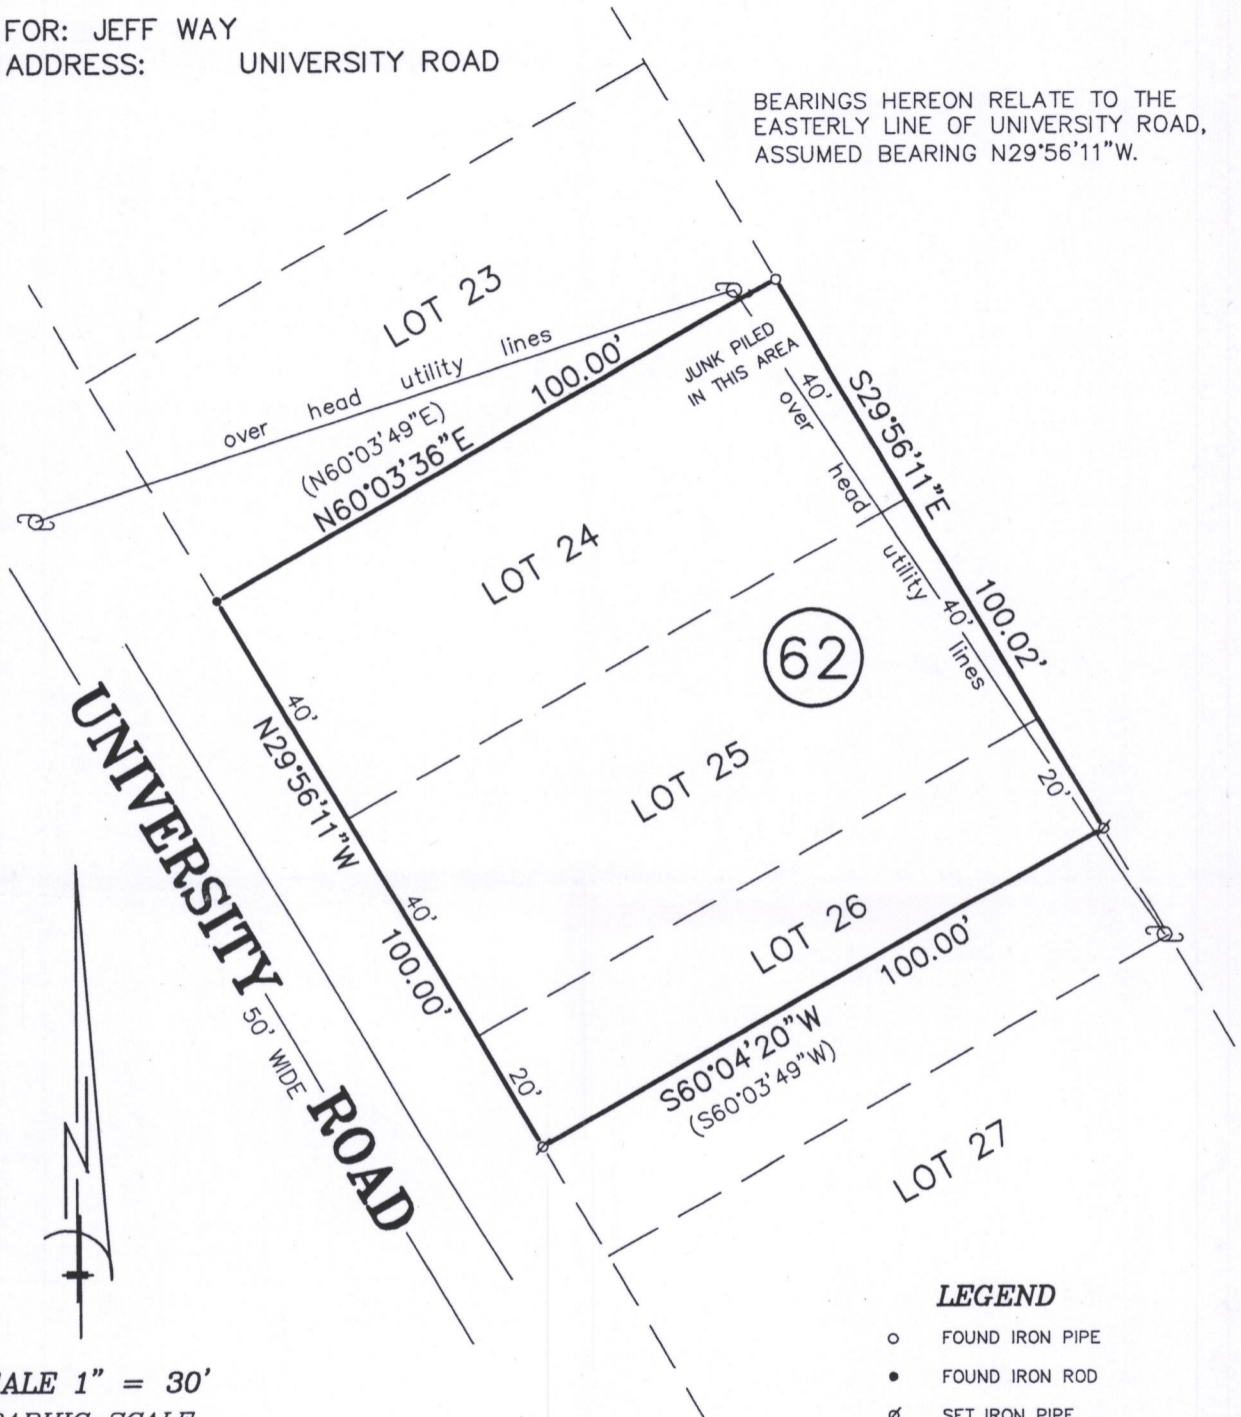 FOR: JEFF WAY
ADDRESS: UNIVERSITY ROAD
BEARINGS HEREON RELATE TO THE
EASTERLY LINE OF UNIVERSITY ROAD,
ASSUMED BEARING N29°56'11"W.
LOT 23
over head utility lines
100.00'
(N60°03'49"E)
N60°03'36"E
JUNK PILED
IN THIS AREA
40'
S29°56'11"E
over head utility lines
LOT 24
62
40'
100.02'
40'
N29°56'11"W
LOT 25
20'
40'
100.00'
LOT 26
100.00'
UNIVERSITY ROAD
50' WIDE
20'
S60°04'20"W
(S60°03'49"W)
LOT 27
N
LEGEND
FOUND IRON PIPE
FOUND IRON ROD
SET IRON PIPE
ALE 1" = 30'
APHIC SCALE